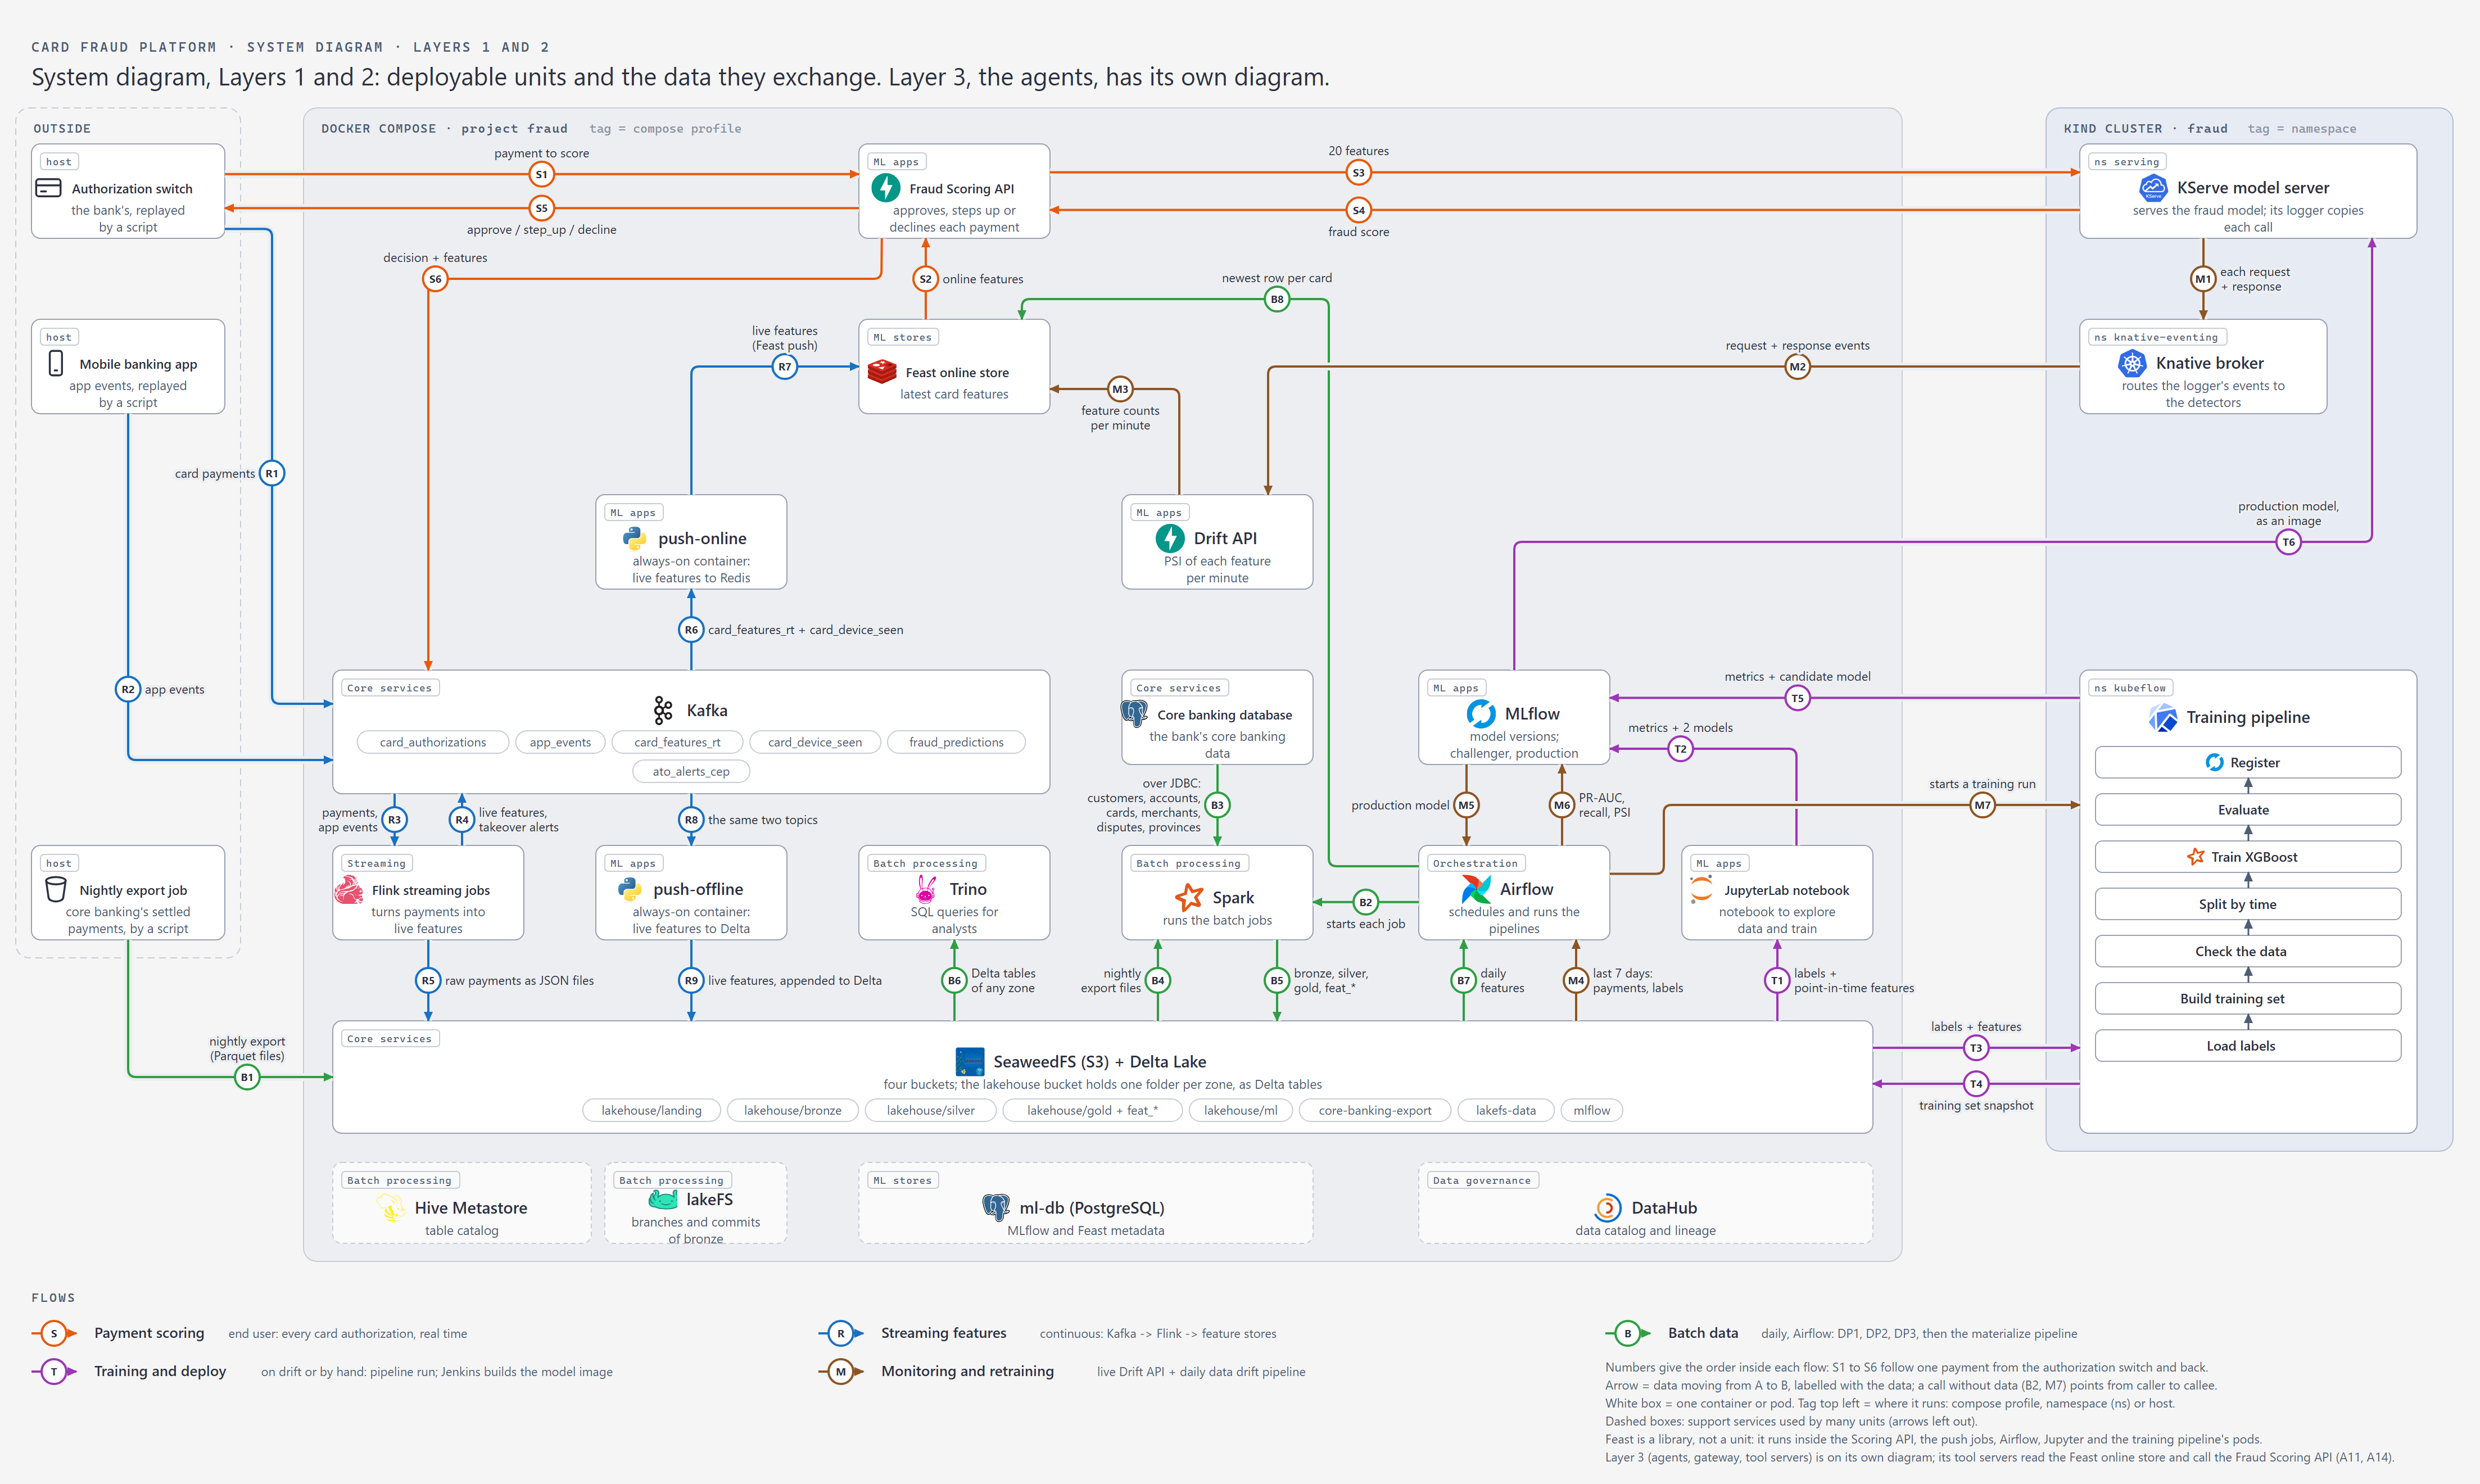 CARD FRAUD PLATFORM · SYSTEM DIAGRAM · LAYERS 1 AND 2
System diagram, Layers 1 and 2: deployable units and the data they exchange. Layer 3, the agents, has its own diagram.
OUTSIDE
DOCKER COMPOSE · project fraud tag = compose profile
KIND CLUSTER · fraud tag = namespace
host
Authorization switch
the bank's, replayed
by a script
payment to score
S1
S5
approve / step_up / decline
ML apps
Fraud Scoring API
approves, steps up or
declines each payment
20 features
S3
S4
fraud score
ns serving
KServe model server
serves the fraud model; its logger copies
each call
decision + features
S6
S2
online features
newest row per card
B8
M1
each request
+ response
host
Mobile banking app
app events, replayed
by a script
live features
(Feast push)
R7
ML stores
Feast online store
latest card features
M3
feature counts
per minute
request + response events
M2
ns knative-eventing
Knative broker
routes the logger's events to
the detectors
card payments
R1
ML apps
push-online
always-on container:
live features to Redis
ML apps
Drift API
PSI of each feature
per minute
production model,
as an image
T6
R6
card_features_rt + card_device_seen
R2
app events
Core services
Kafka
card_authorizations
app_events
card_features_rt
card_device_seen
fraud_predictions
ato_alerts_cep
Core services
Core banking database
the bank's core banking
data
ML apps
MLflow
model versions;
challenger, production
metrics + candidate model
T5
metrics + 2 models
T2
ns kubeflow
Training pipeline
Register
Evaluate
Train XGBoost
Split by time
Check the data
Build training set
Load labels
payments,
app events
R3
R4
live features,
takeover alerts
R8
the same two topics
over JDBC:
customers, accounts,
cards, merchants,
disputes, provinces
B3
production model
M5
M6
PR-AUC,
recall, PSI
starts a training run
M7
host
Nightly export job
core banking's settled
payments, by a script
Streaming
Flink streaming jobs
turns payments into
live features
ML apps
push-offline
always-on container:
live features to Delta
Batch processing
Trino
SQL queries for
analysts
Batch processing
Spark
runs the batch jobs
B2
starts each job
Orchestration
Airflow
schedules and runs the
pipelines
ML apps
JupyterLab notebook
notebook to explore
data and train
R5
raw payments as JSON files
R9
live features, appended to Delta
B6
Delta tables
of any zone
nightly
export files
B4
B5
bronze, silver,
gold, feat_*
B7
daily
features
M4
last 7 days:
payments, labels
T1
labels +
point-in-time features
nightly export
(Parquet files)
B1
Core services
SeaweedFS (S3) + Delta Lake
four buckets; the lakehouse bucket holds one folder per zone, as Delta tables
lakehouse/landing
lakehouse/bronze
lakehouse/silver
lakehouse/gold + feat_*
lakehouse/ml
core-banking-export
lakefs-data
mlflow
labels + features
T3
T4
training set snapshot
Batch processing
Hive Metastore
table catalog
Batch processing
lakeFS
branches and commits
of bronze
ML stores
ml-db (PostgreSQL)
MLflow and Feast metadata
Data governance
DataHub
data catalog and lineage
FLOWS
S Payment scoring end user: every card authorization, real time
R Streaming features continuous: Kafka -> Flink -> feature stores
B Batch data daily, Airflow: DP1, DP2, DP3, then the materialize pipeline
T Training and deploy on drift or by hand: pipeline run; Jenkins builds the model image
M Monitoring and retraining live Drift API + daily data drift pipeline
Numbers give the order inside each flow: S1 to S6 follow one payment from the authorization switch and back.
Arrow = data moving from A to B, labelled with the data; a call without data (B2, M7) points from caller to callee.
White box = one container or pod. Tag top left = where it runs: compose profile, namespace (ns) or host.
Dashed boxes: support services used by many units (arrows left out).
Feast is a library, not a unit: it runs inside the Scoring API, the push jobs, Airflow, Jupyter and the training pipeline's pods.
Layer 3 (agents, gateway, tool servers) is on its own diagram; its tool servers read the Feast online store and call the Fraud Scoring API (A11, A14).